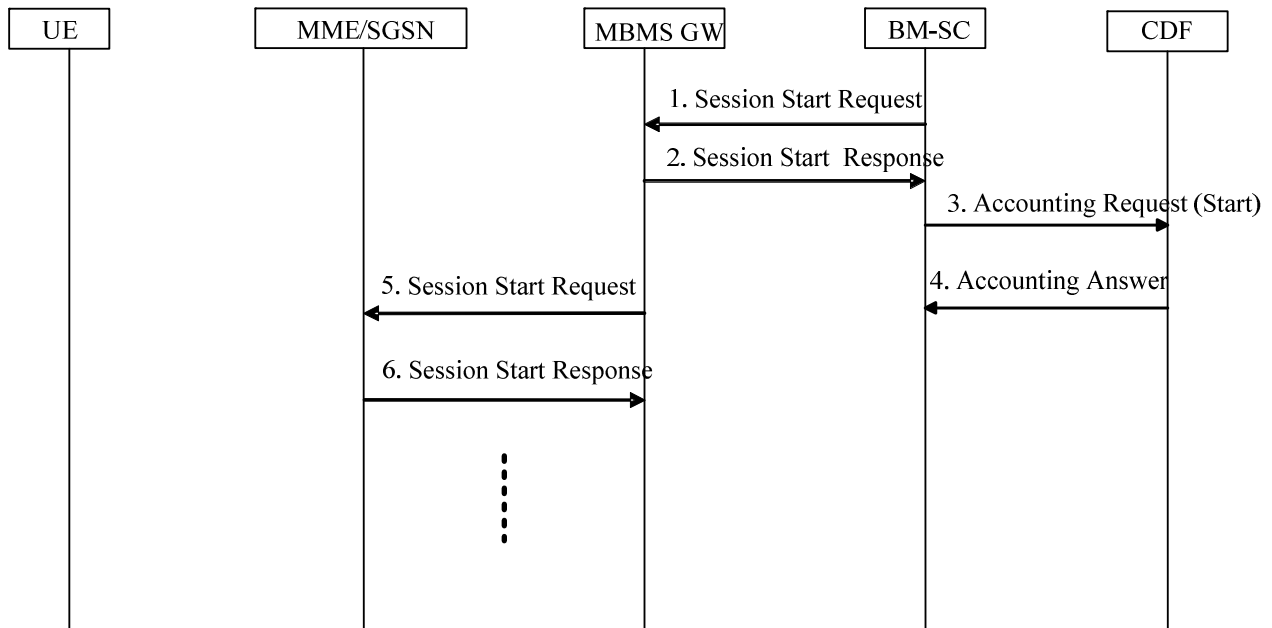 UE
MME/SGSN
MBMS GW
BM-SC
CDF
1. Session Start Request
2. Session Start Response
3. Accounting Request (Start)
4. Accounting Answer
5. Session Start Request
6. Session Start Response